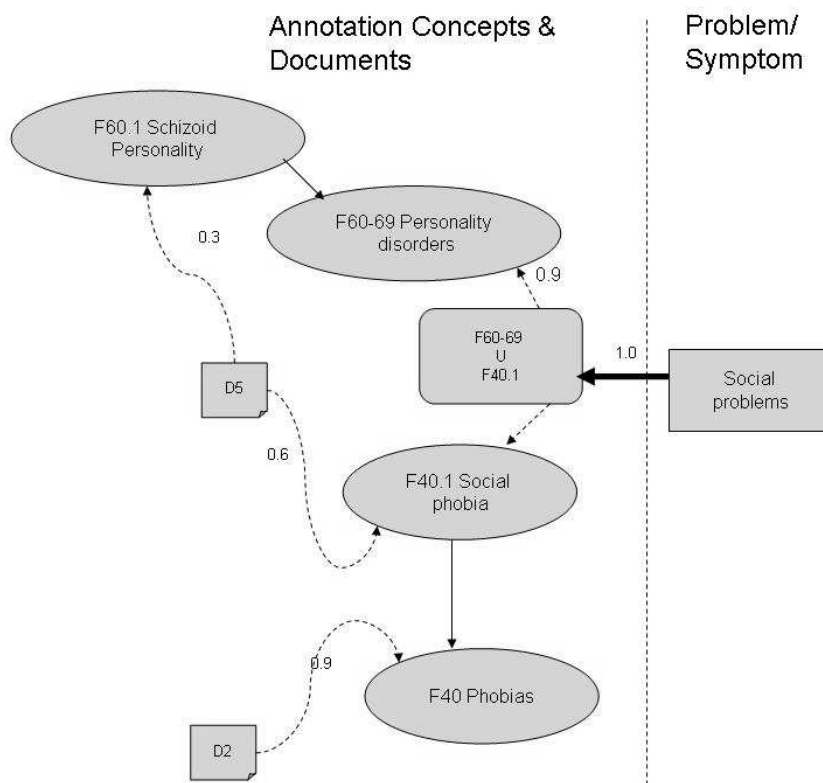 Annotation Concepts &
Documents
Problem/
Symptom
F60.1 Schizoid
Personality
F60-69 Personality
disorders
0.3
0.9
F60-69
U
F40.1
1.0
Social
problems
D5
0.6
F40.1 Social
phobia
0.9
F40 Phobias
D2